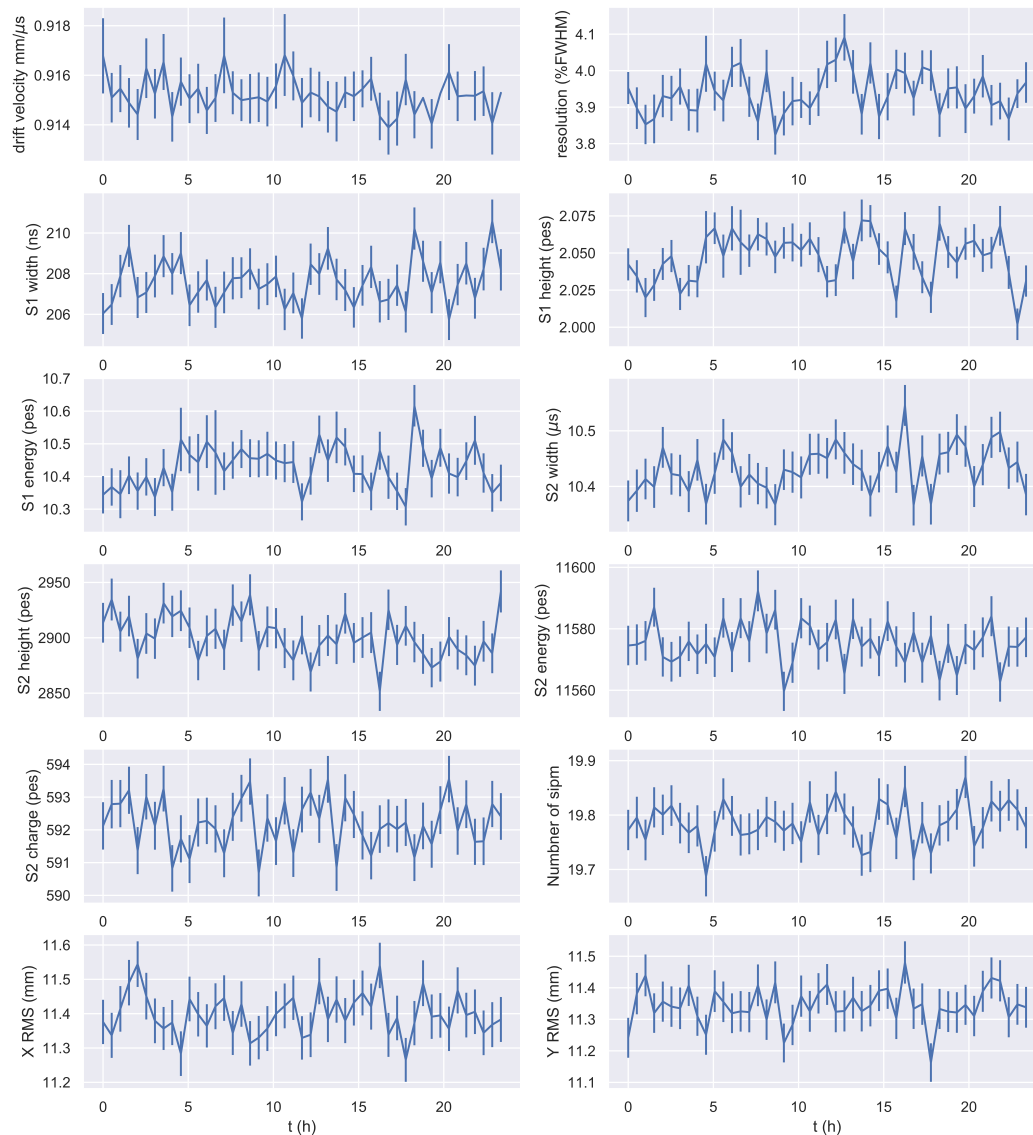 drift velocity mm/µs
0.918
0.916
0.914
0 5 10 15 20
resolution (%FWHM)
4.1
4.0
3.9
3.8
0 5 10 15 20
S1 width (ns)
210
208
206
0 5 10 15 20
S1 height (pes)
2.075
2.050
2.025
2.000
0 5 10 15 20
S1 energy (pes)
10.7
10.6
10.5
10.4
10.3
0 5 10 15 20
S2 width (µs)
10.5
10.4
0 5 10 15 20
S2 height (pes)
2950
2900
2850
0 5 10 15 20
S2 energy (pes)
11600
11580
11560
0 5 10 15 20
S2 charge (pes)
594
593
592
591
590
0 5 10 15 20
Numbner of sipm
19.9
19.8
19.7
0 5 10 15 20
X RMS (mm)
11.6
11.5
11.4
11.3
11.2
0 5 10 15 20
t (h)
Y RMS (mm)
11.5
11.4
11.3
11.2
11.1
0 5 10 15 20
t (h)